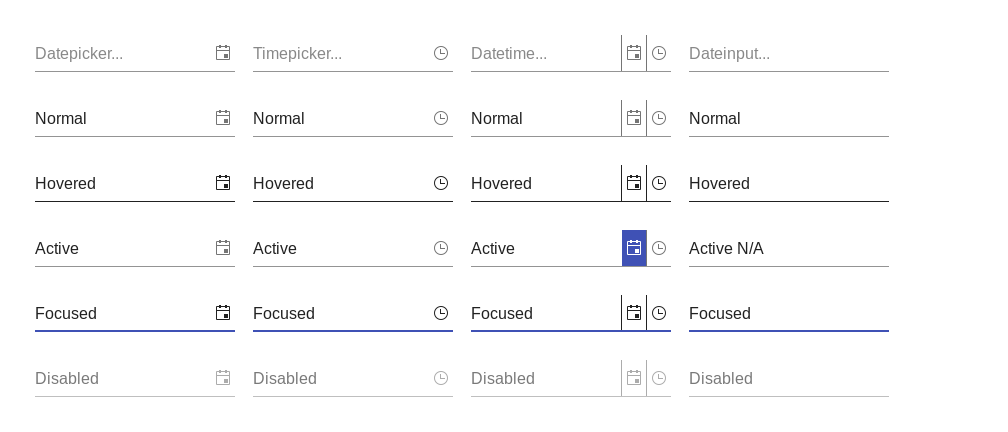 Datepicker... Timepicker... Datetime... Dateinput...
Normal Normal Normal Normal
Hovered Hovered Hovered Hovered
Active Active Active Active N/A
Focused Focused Focused Focused
Disabled Disabled Disabled Disabled